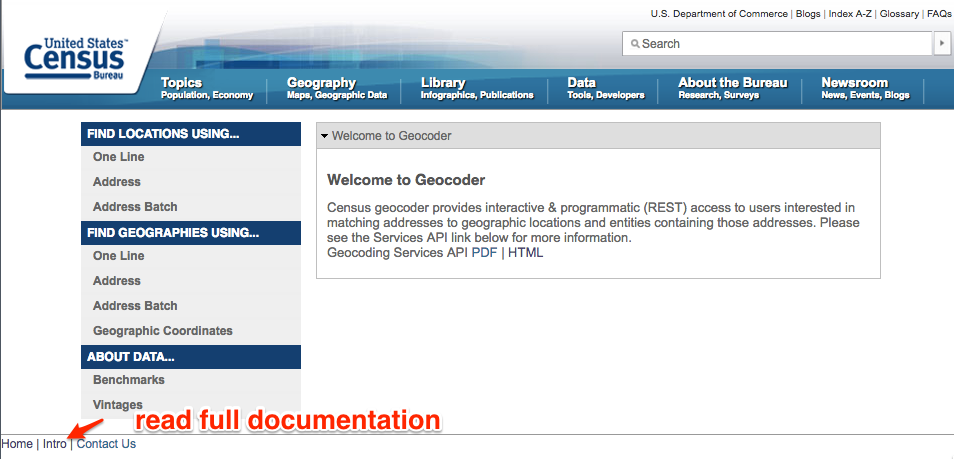 U.S. Department of Commerce | Blogs | Index A-Z | Glossary | FAQs
United States™
Census
Bureau
Search
Topics
Population, Economy
Geography
Maps, Geographic Data
Library
Infographics, Publications
Data
Tools, Developers
About the Bureau
Research, Surveys
Newsroom
News, Events, Blogs
FIND LOCATIONS USING...
One Line
Address
Address Batch
FIND GEOGRAPHIES USING...
One Line
Address
Address Batch
Geographic Coordinates
ABOUT DATA...
Benchmarks
Vintages
Welcome to Geocoder
Welcome to Geocoder
Census geocoder provides interactive & programmatic (REST) access to users interested in
matching addresses to geographic locations and entities containing those addresses. Please
see the Services API link below for more information.
Geocoding Services API PDF | HTML
read full documentation
Home | Intro | Contact Us